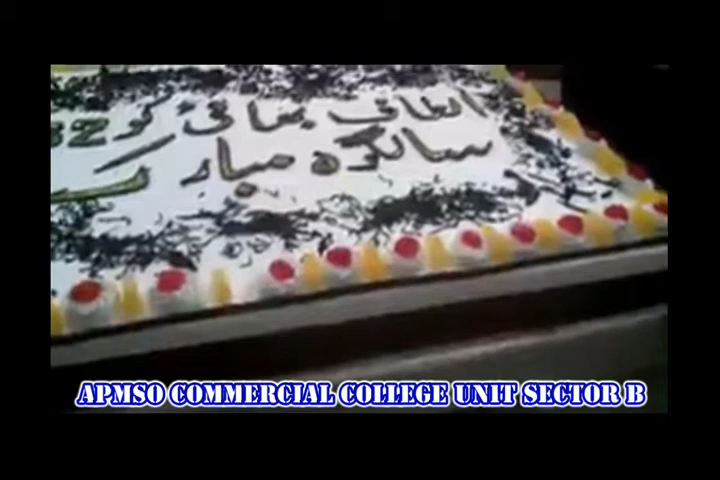 الطاف بھائی کو 62
سالگرہ مبارک
APMSO COMMERCIAL COLLEGE UNIT SECTOR B